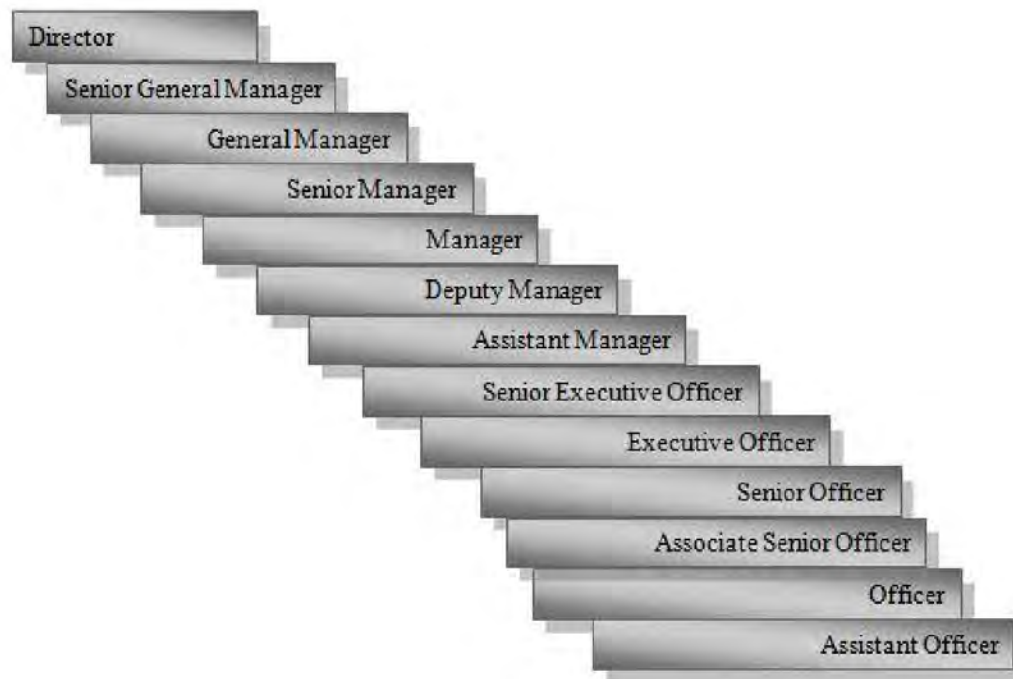 Director
Senior General Manager
General Manager
Senior Manager
Manager
Deputy Manager
Assistant Manager
Senior Executive Officer
Executive Officer
Senior Officer
Associate Senior Officer
Officer
Assistant Officer